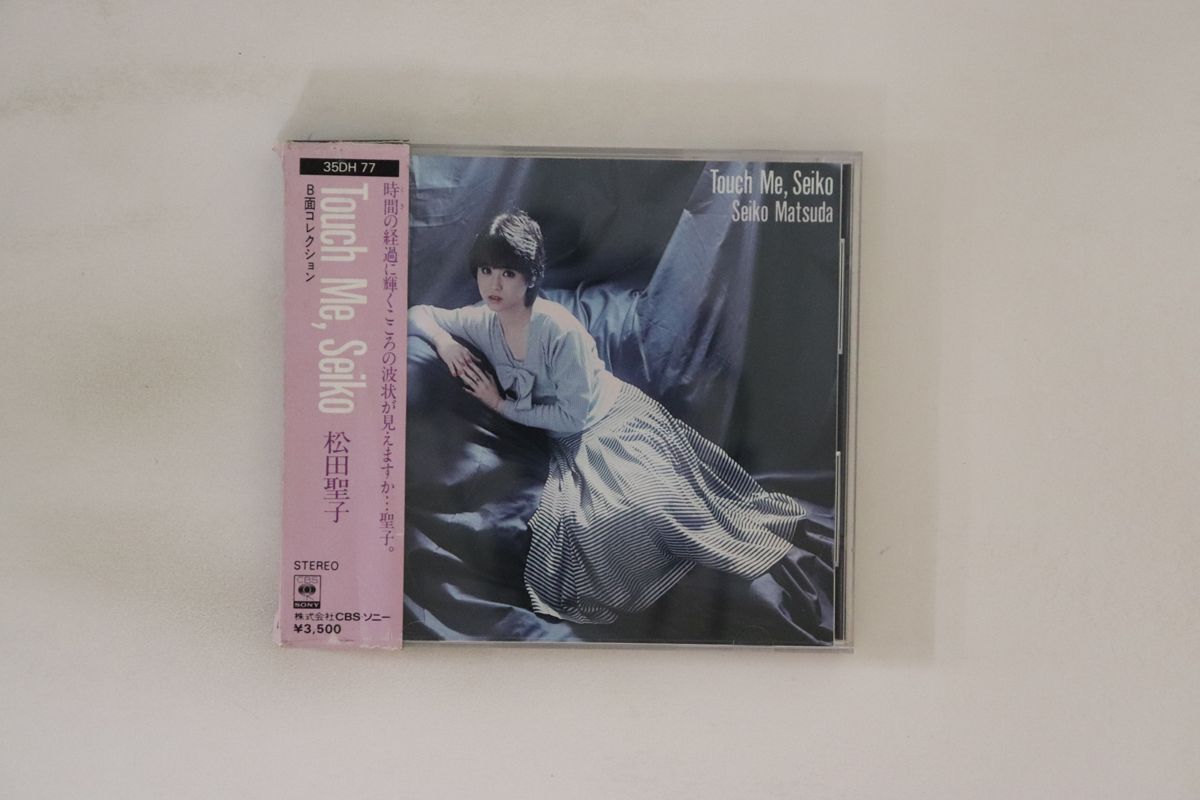 35DH 77
時間の経過に輝くこころの波状が見えますか…聖子。
とき
Touch Me, Seiko 松田聖子
B面コレクション
STEREO
CBS
SONY
株式会社CBS・ソニー
¥3,500
Touch Me, Seiko
Seiko Matsuda